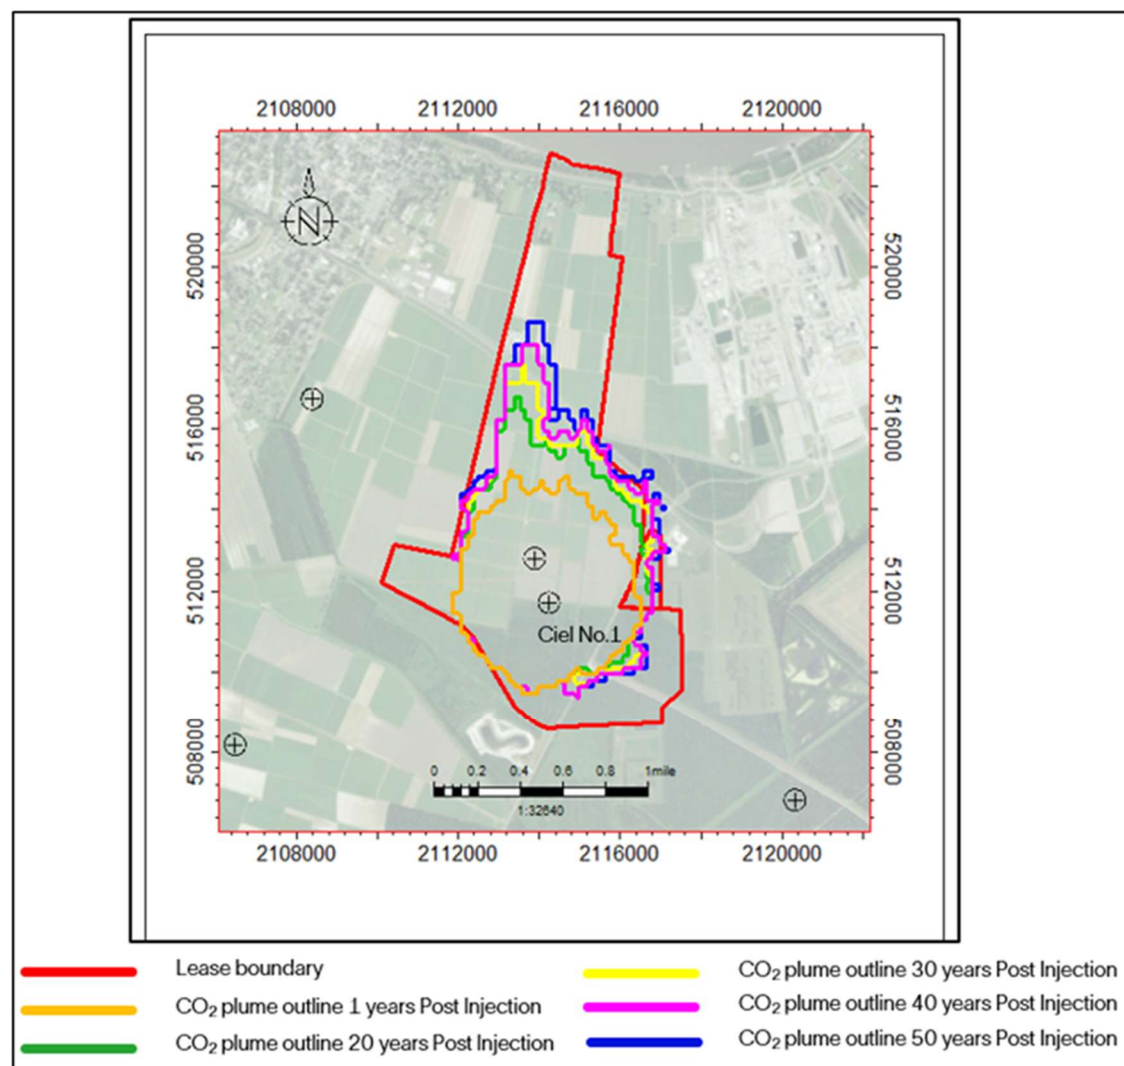 2108000 2112000 2116000 2120000
N
520000 520000
516000 516000
512000 512000
Ciel No.1
508000 508000
0 0.2 0.4 0.6 0.8 1mile
1:32640
2108000 2112000 2116000 2120000
Lease boundary
CO₂ plume outline 30 years Post Injection
CO₂ plume outline 1 years Post Injection
CO₂ plume outline 40 years Post Injection
CO₂ plume outline 20 years Post Injection
CO₂ plume outline 50 years Post Injection